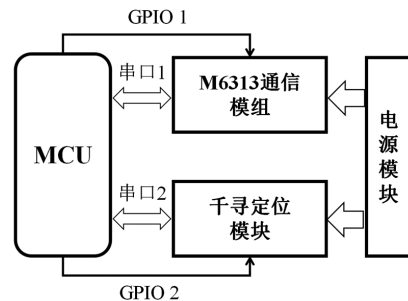 GPIO 1
串口1
M6313通信
模组
MCU
电
源
模
块
串口2
千寻定位
模块
GPIO 2